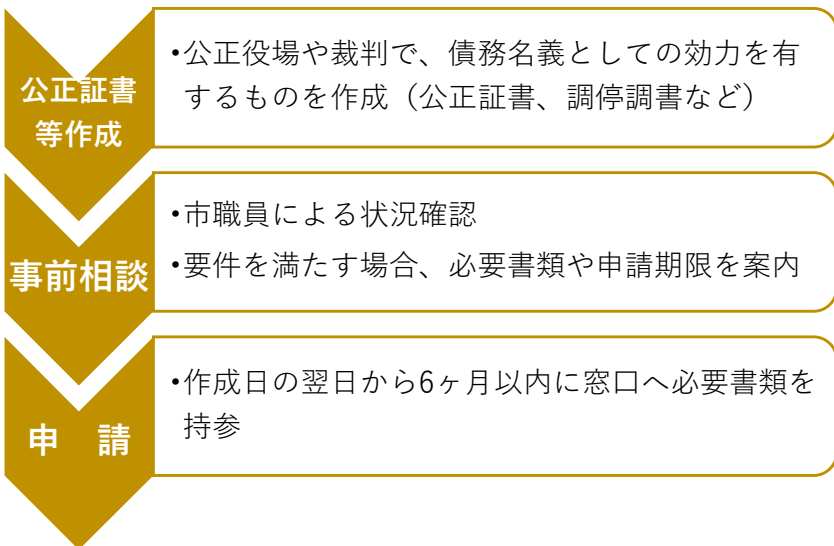 公正証書
等作成
•公正役場や裁判で、債務名義としての効力を有
するものを作成（公正証書、調停調書など）
事前相談
•市職員による状況確認
•要件を満たす場合、必要書類や申請期限を案内
申　請
•作成日の翌日から6ヶ月以内に窓口へ必要書類を
持参